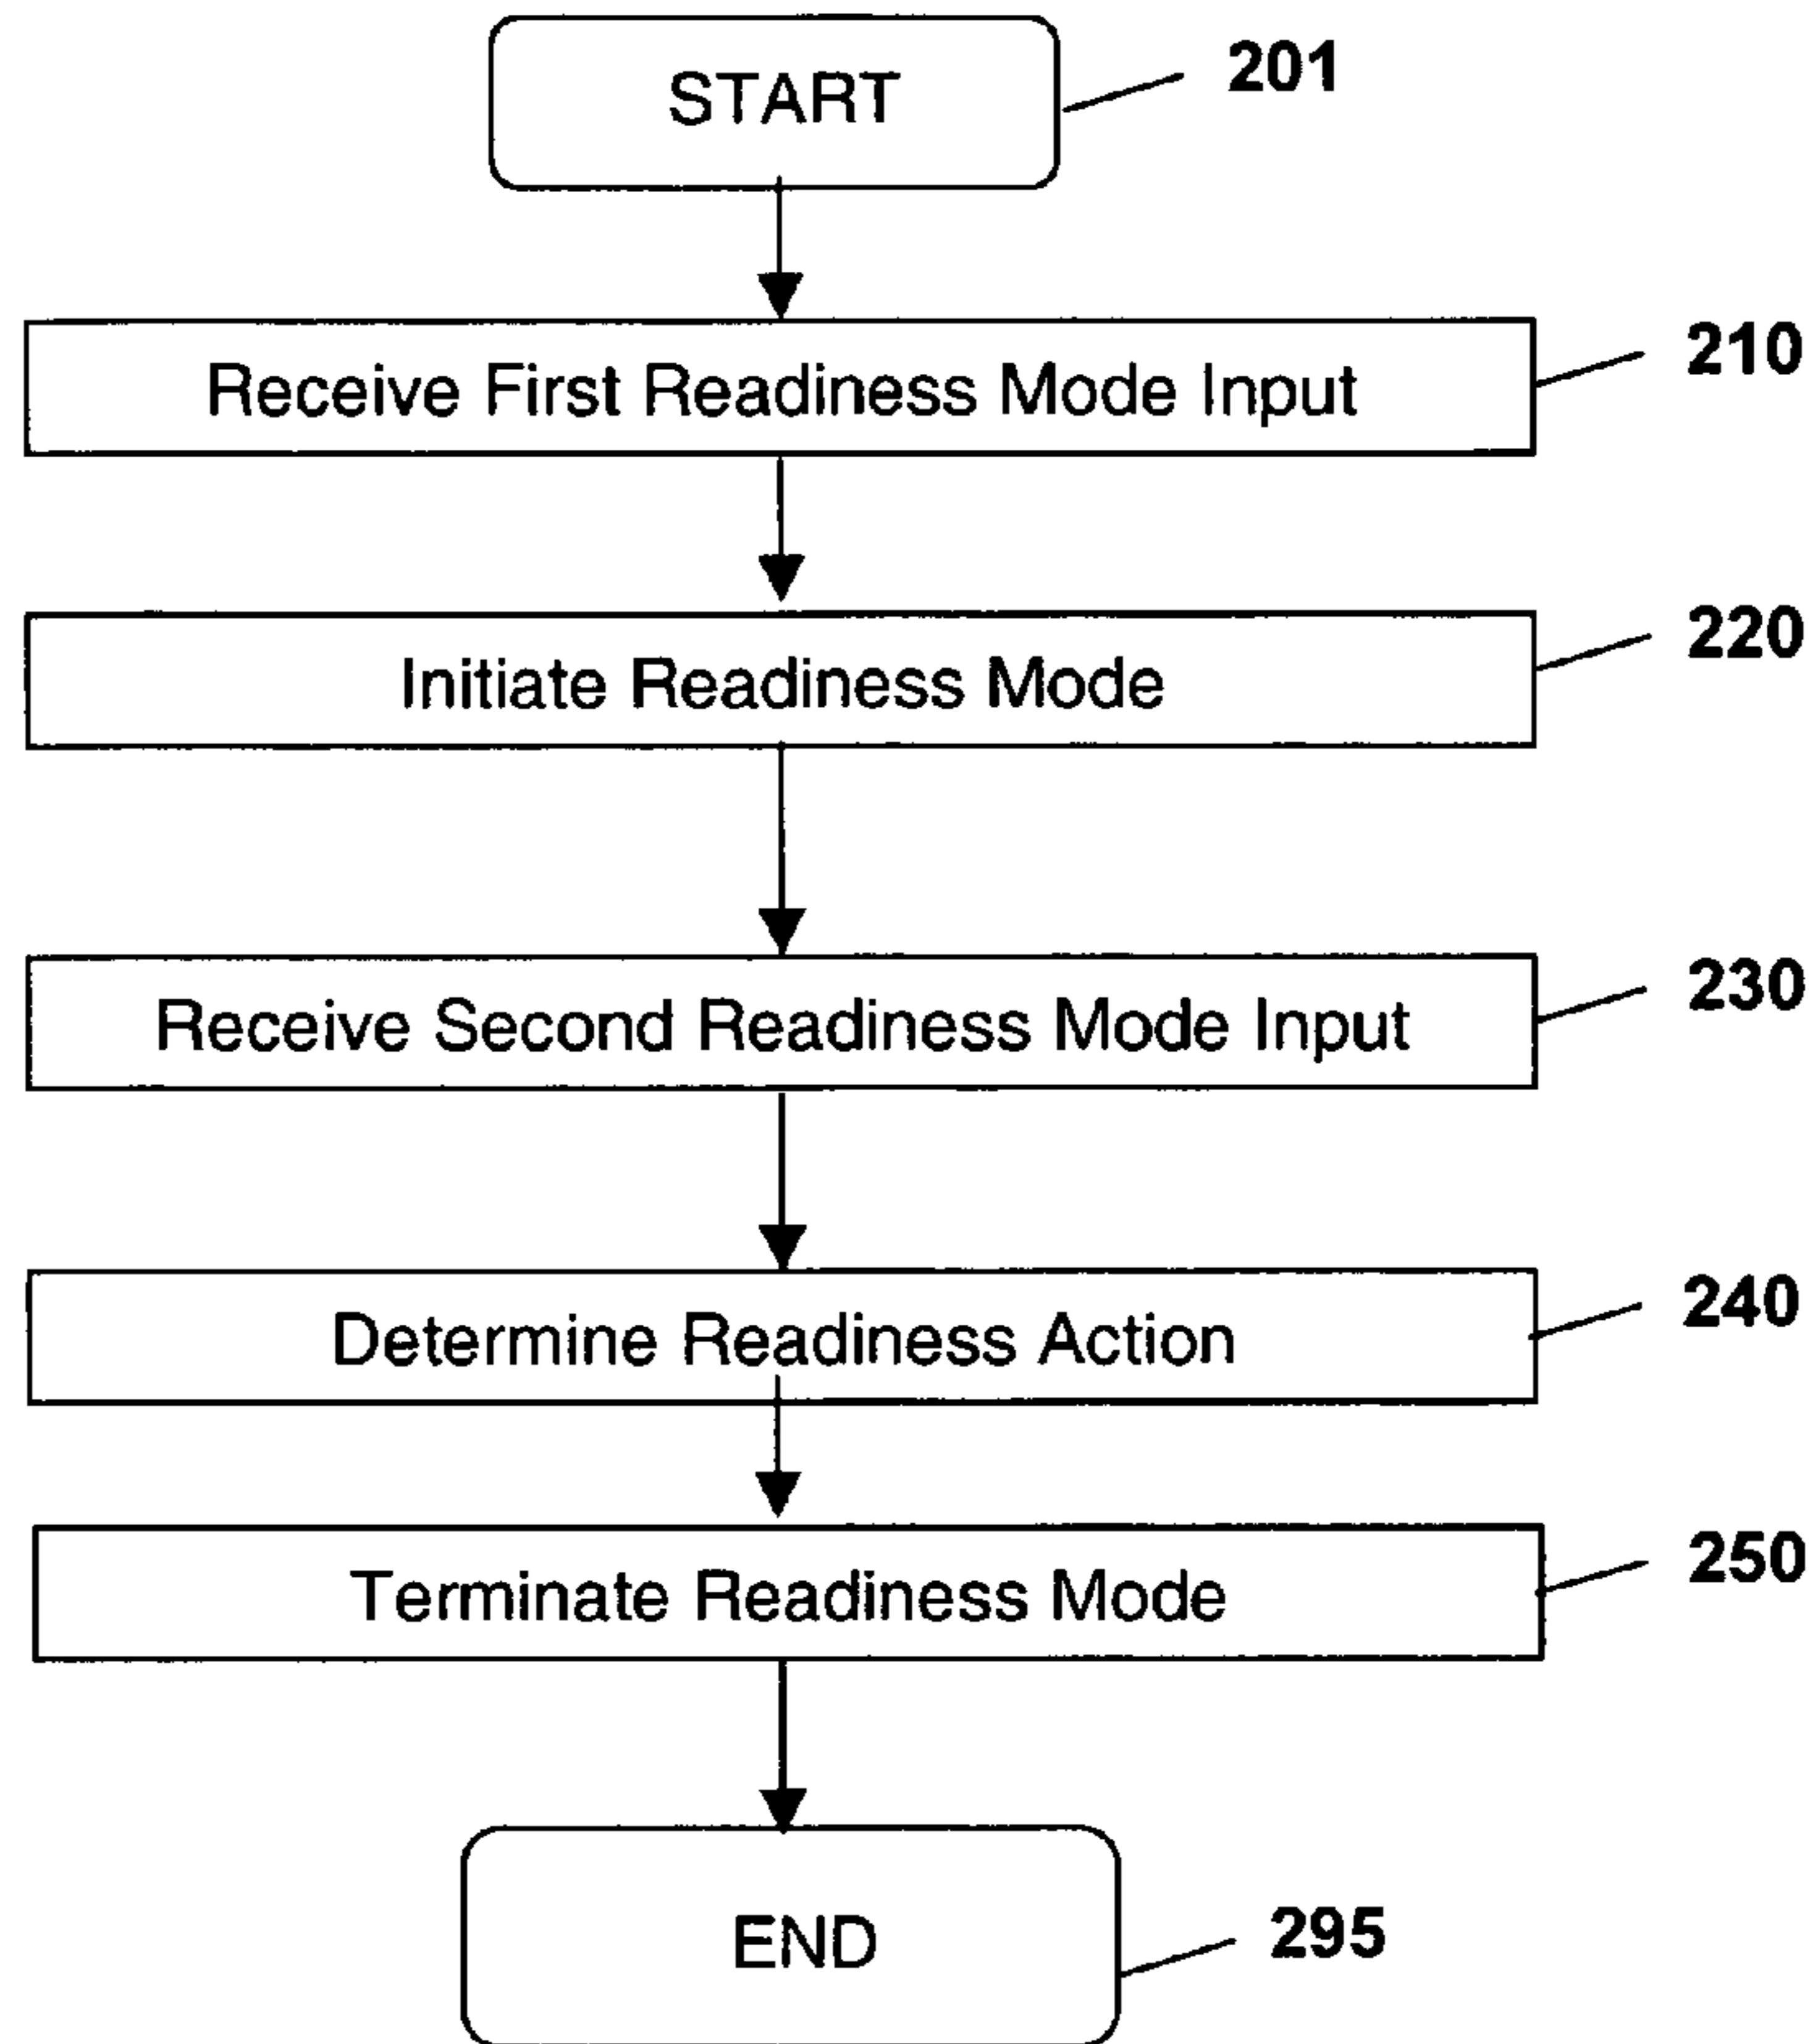 START
201
Receive First Readiness Mode Input
210
Initiate Readiness Mode
220
Receive Second Readiness Mode Input
230
Determine Readiness Action
240
Terminate Readiness Mode
250
END
295